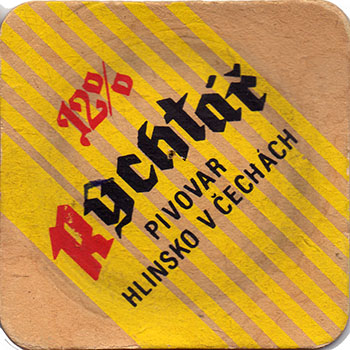 12%
Rychtář
PIVOVAR
HLINSKO V ČECHÁCH